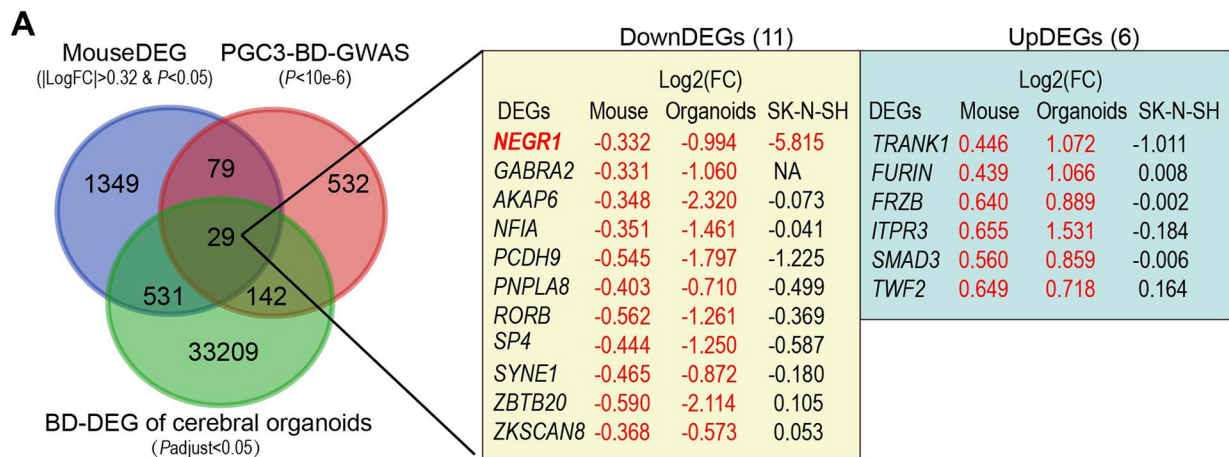 A
MouseDEG
(|LogFC|>0.32 & P<0.05)
PGC3-BD-GWAS
(P<10e-6)
1349
79
532
29
531
142
33209
BD-DEG of cerebral organoids
(Padjust<0.05)
DownDEGs (11)
Log2(FC)
DEGs Mouse Organoids SK-N-SH
NEGR1 -0.332 -0.994 -5.815
GABRA2 -0.331 -1.060 NA
AKAP6 -0.348 -2.320 -0.073
NFIA -0.351 -1.461 -0.041
PCDH9 -0.545 -1.797 -1.225
PNPLA8 -0.403 -0.710 -0.499
RORB -0.562 -1.261 -0.369
SP4 -0.444 -1.250 -0.587
SYNE1 -0.465 -0.872 -0.180
ZBTB20 -0.590 -2.114 0.105
ZKSCAN8 -0.368 -0.573 0.053
UpDEGs (6)
Log2(FC)
DEGs Mouse Organoids SK-N-SH
TRANK1 0.446 1.072 -1.011
FURIN 0.439 1.066 0.008
FRZB 0.640 0.889 -0.002
ITPR3 0.655 1.531 -0.184
SMAD3 0.560 0.859 -0.006
TWF2 0.649 0.718 0.164